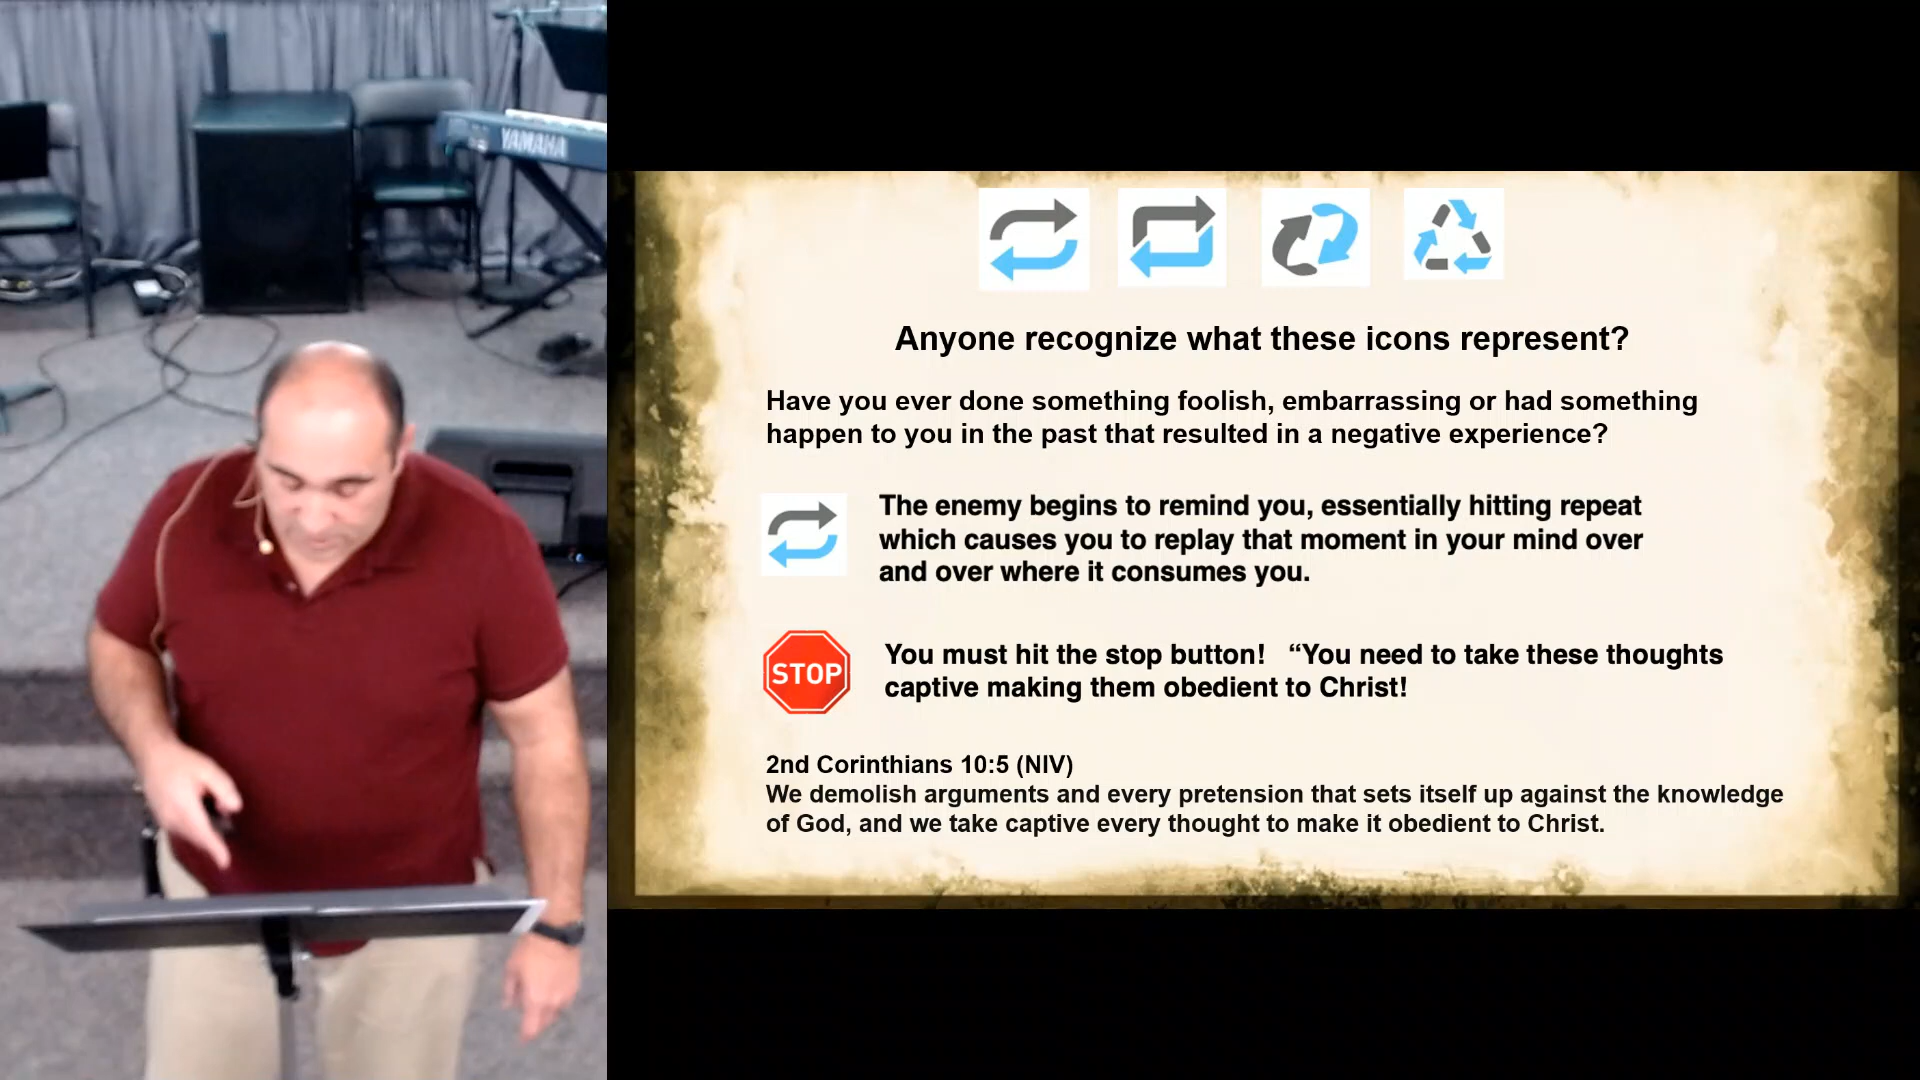 YAMAHA
Anyone recognize what these icons represent?
Have you ever done something foolish, embarrassing or had something
happen to you in the past that resulted in a negative experience?
The enemy begins to remind you, essentially hitting repeat
which causes you to replay that moment in your mind over
and over where it consumes you.
STOP
You must hit the stop button!   “You need to take these thoughts
captive making them obedient to Christ!
2nd Corinthians 10:5 (NIV)
We demolish arguments and every pretension that sets itself up against the knowledge
of God, and we take captive every thought to make it obedient to Christ.